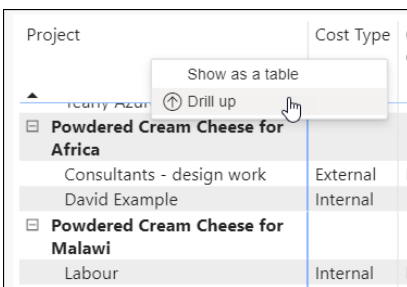 Project
Cost Type
Show as a table
Drill up
Powdered Cream Cheese for
Africa
Consultants - design work External
David Example Internal
Powdered Cream Cheese for
Malawi
Labour Internal